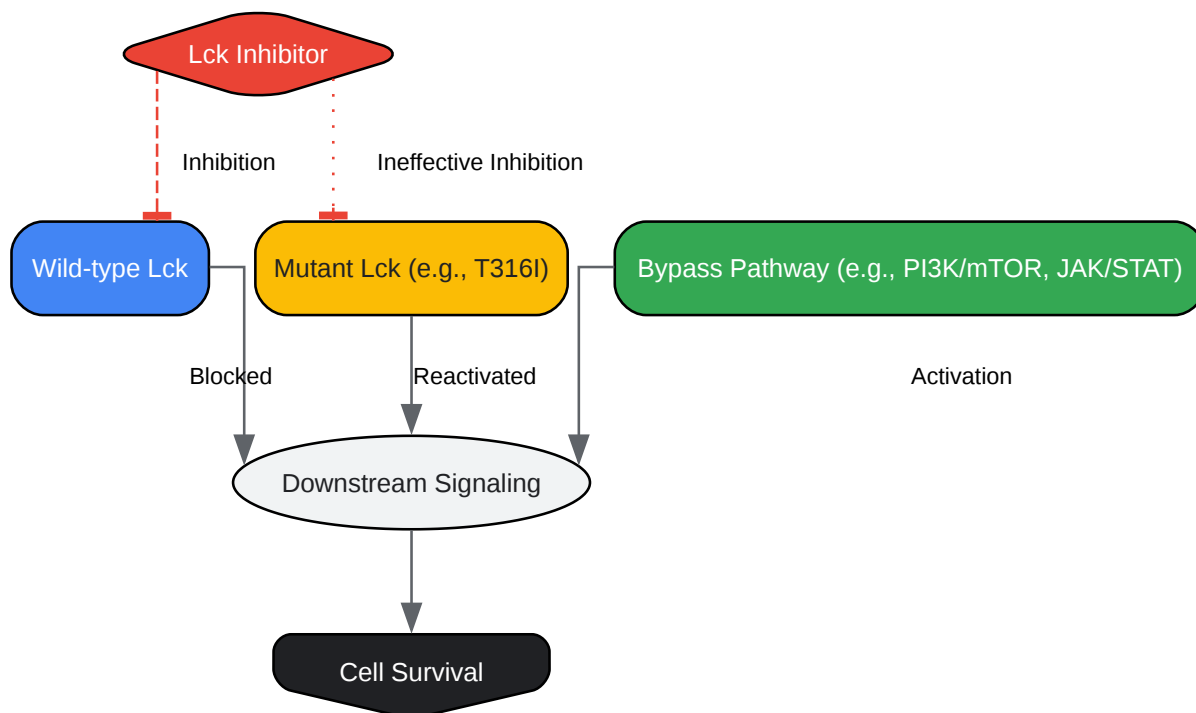 Lck Inhibitor
Inhibition
Ineffective Inhibition
Wild-type Lck
Mutant Lck (e.g., T316I)
Bypass Pathway (e.g., PI3K/mTOR, JAK/STAT)
Blocked
Reactivated
Activation
Downstream Signaling
Cell Survival